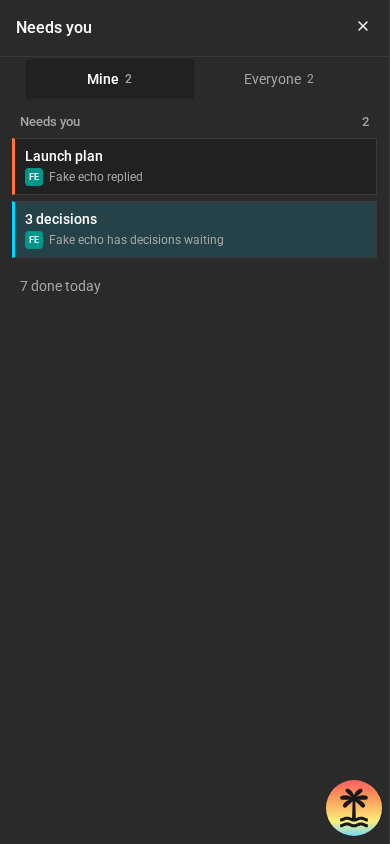 Needs you
Mine 2
Everyone 2
Needs you 2
Launch plan
FE Fake echo replied
3 decisions
FE Fake echo has decisions waiting
7 done today